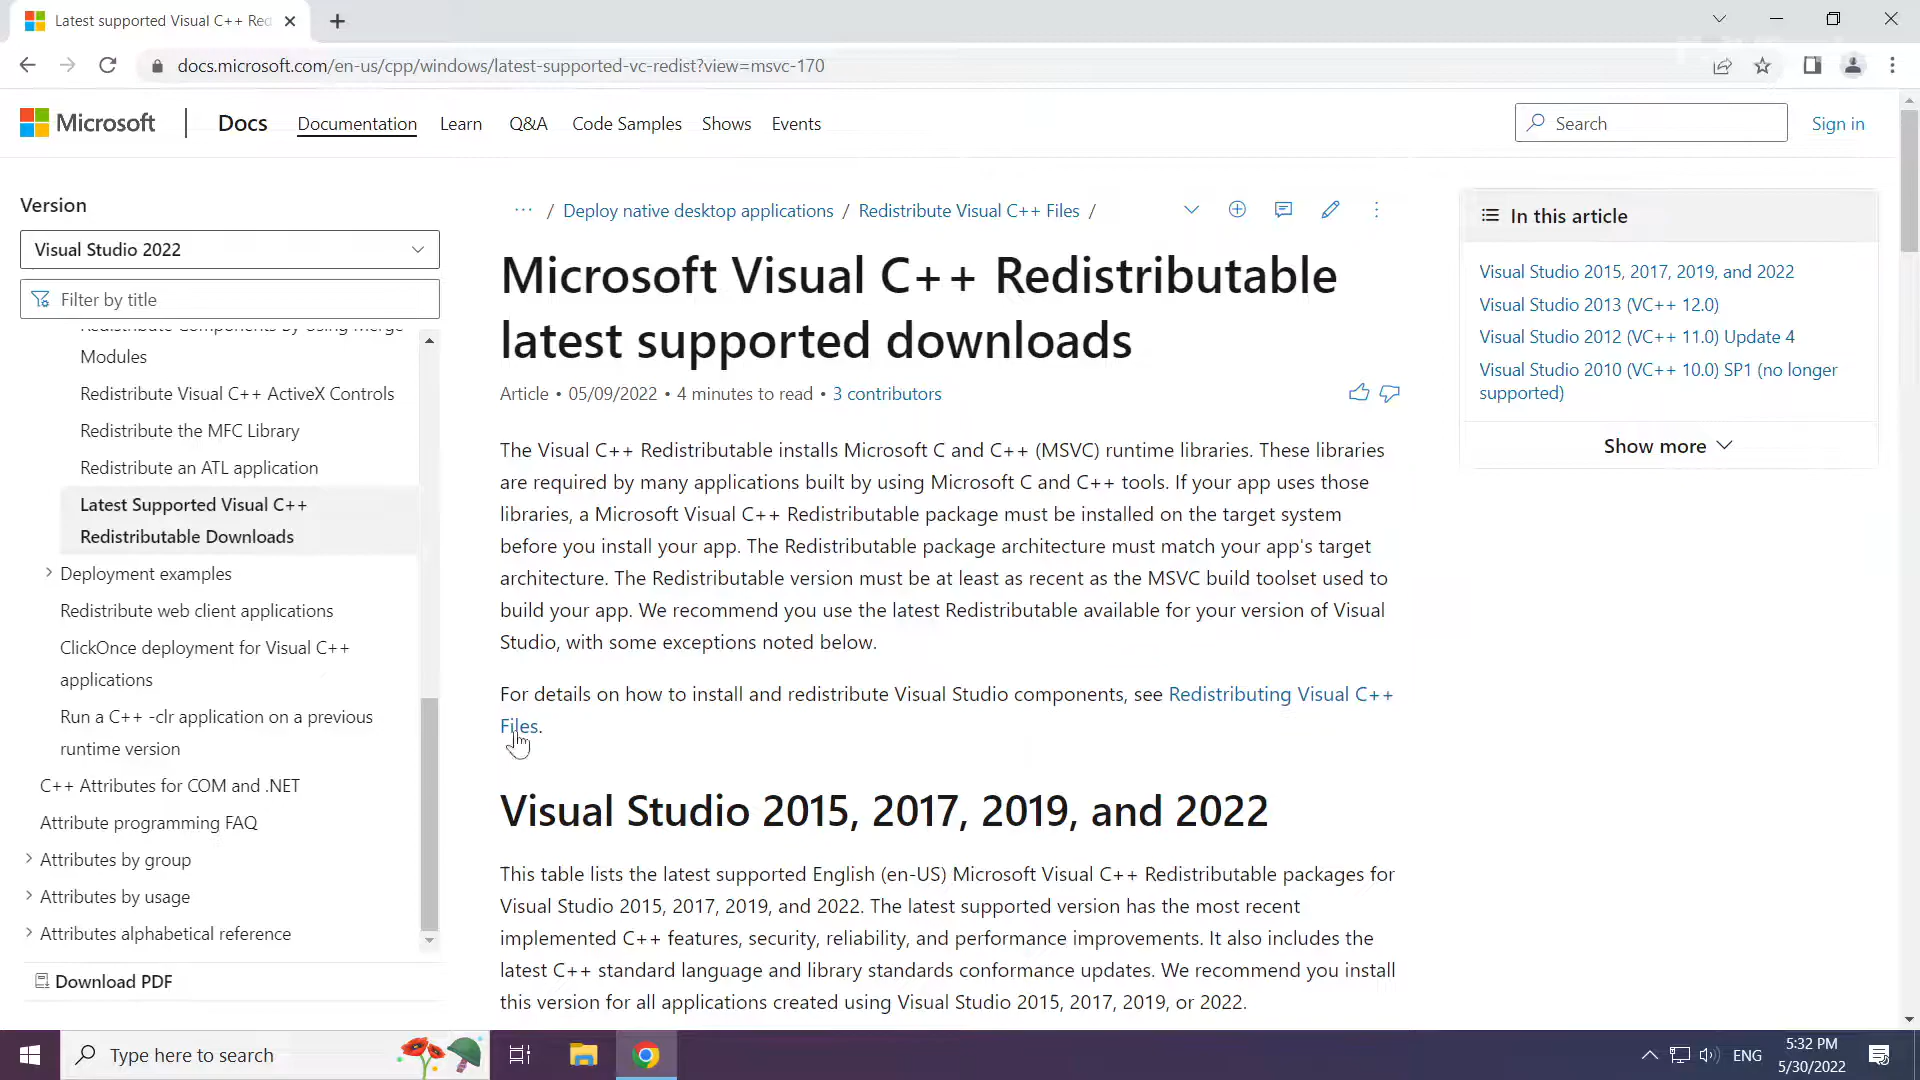 Latest supported Visual C++ Red
docs.microsoft.com/en-us/cpp/windows/latest-supported-vc-redist?view=msvc-170
Microsoft
Docs
Documentation
Learn
Q&A
Code Samples
Shows
Events
Search
Sign in
Version
Visual Studio 2022
Filter by title
Redistribute Components By Using Merge
Modules
Redistribute Visual C++ ActiveX Controls
Redistribute the MFC Library
Redistribute an ATL application
Latest Supported Visual C++
Redistributable Downloads
Deployment examples
Redistribute web client applications
ClickOnce deployment for Visual C++
applications
Run a C++ -clr application on a previous
runtime version
C++ Attributes for COM and .NET
Attribute programming FAQ
Attributes by group
Attributes by usage
Attributes alphabetical reference
Download PDF
··· / Deploy native desktop applications / Redistribute Visual C++ Files /
Microsoft Visual C++ Redistributable
latest supported downloads
Article • 05/09/2022 • 4 minutes to read • 3 contributors
The Visual C++ Redistributable installs Microsoft C and C++ (MSVC) runtime libraries. These libraries
are required by many applications built by using Microsoft C and C++ tools. If your app uses those
libraries, a Microsoft Visual C++ Redistributable package must be installed on the target system
before you install your app. The Redistributable package architecture must match your app's target
architecture. The Redistributable version must be at least as recent as the MSVC build toolset used to
build your app. We recommend you use the latest Redistributable available for your version of Visual
Studio, with some exceptions noted below.
For details on how to install and redistribute Visual Studio components, see Redistributing Visual C++
Files.
Visual Studio 2015, 2017, 2019, and 2022
This table lists the latest supported English (en-US) Microsoft Visual C++ Redistributable packages for
Visual Studio 2015, 2017, 2019, and 2022. The latest supported version has the most recent
implemented C++ features, security, reliability, and performance improvements. It also includes the
latest C++ standard language and library standards conformance updates. We recommend you install
this version for all applications created using Visual Studio 2015, 2017, 2019, or 2022.
In this article
Visual Studio 2015, 2017, 2019, and 2022
Visual Studio 2013 (VC++ 12.0)
Visual Studio 2012 (VC++ 11.0) Update 4
Visual Studio 2010 (VC++ 10.0) SP1 (no longer
supported)
Show more
Type here to search
ENG
5:32 PM
5/30/2022